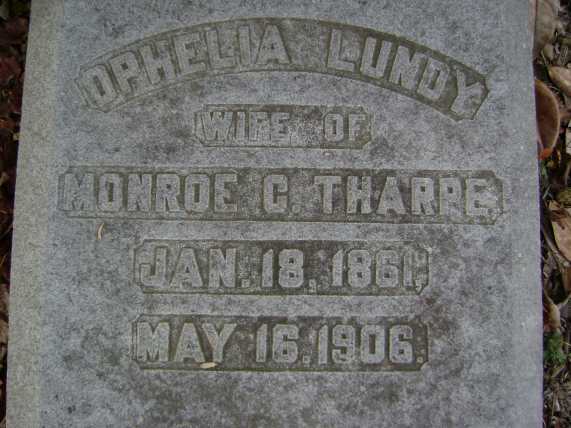 OPHELIA LUNDY
WIFE OF
MONROE C. THARPE
JAN. 18, 1861,
MAY 16, 1906.